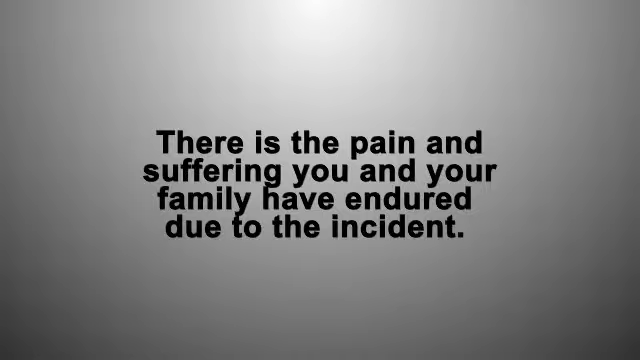 There is the pain and
suffering you and your
family have endured
due to the incident.